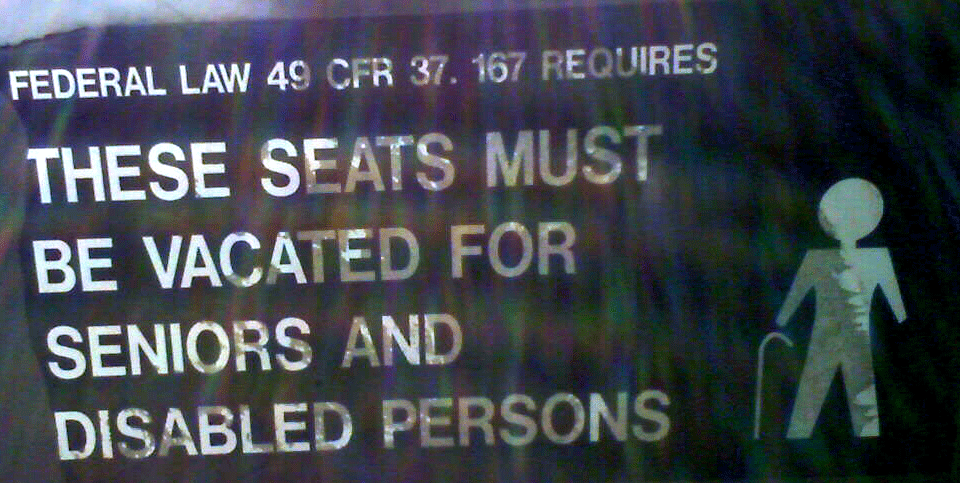 FEDERAL LAW 49 CFR 37. 167 REQUIRES
THESE SEATS MUST
BE VACATED FOR
SENIORS AND
DISABLED PERSONS